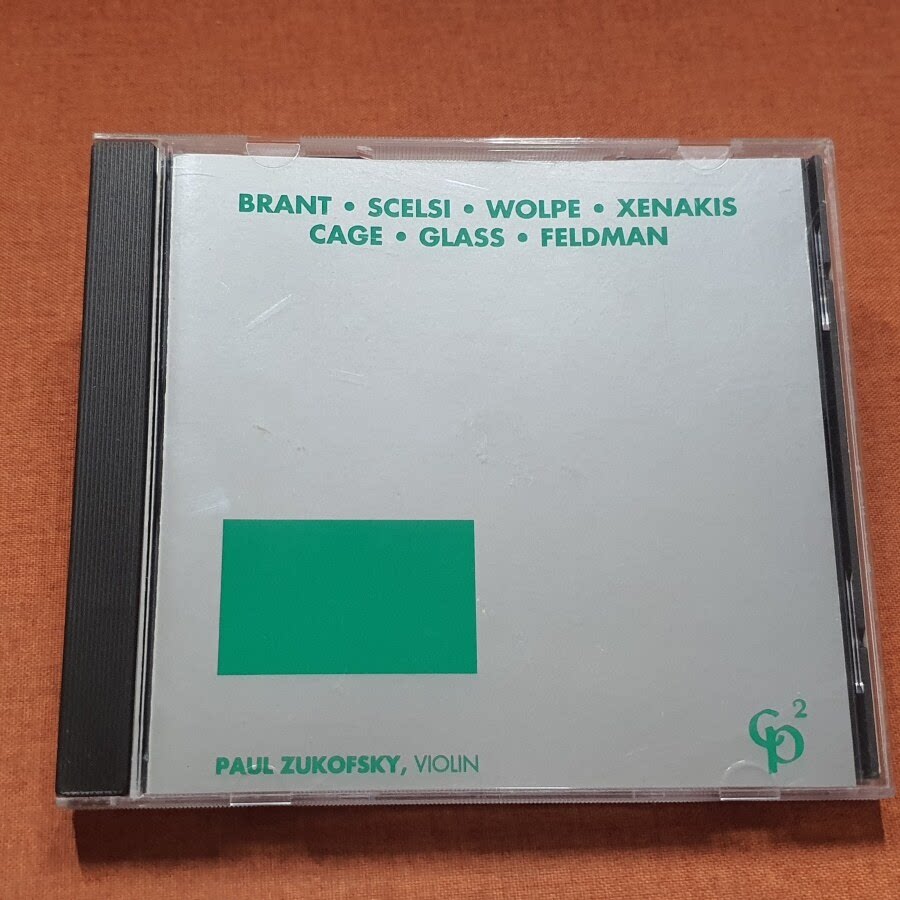 BRANT • SCELSI • WOLPE • XENAKIS
CAGE • GLASS • FELDMAN
PAUL ZUKOFSKY, VIOLIN
cp²